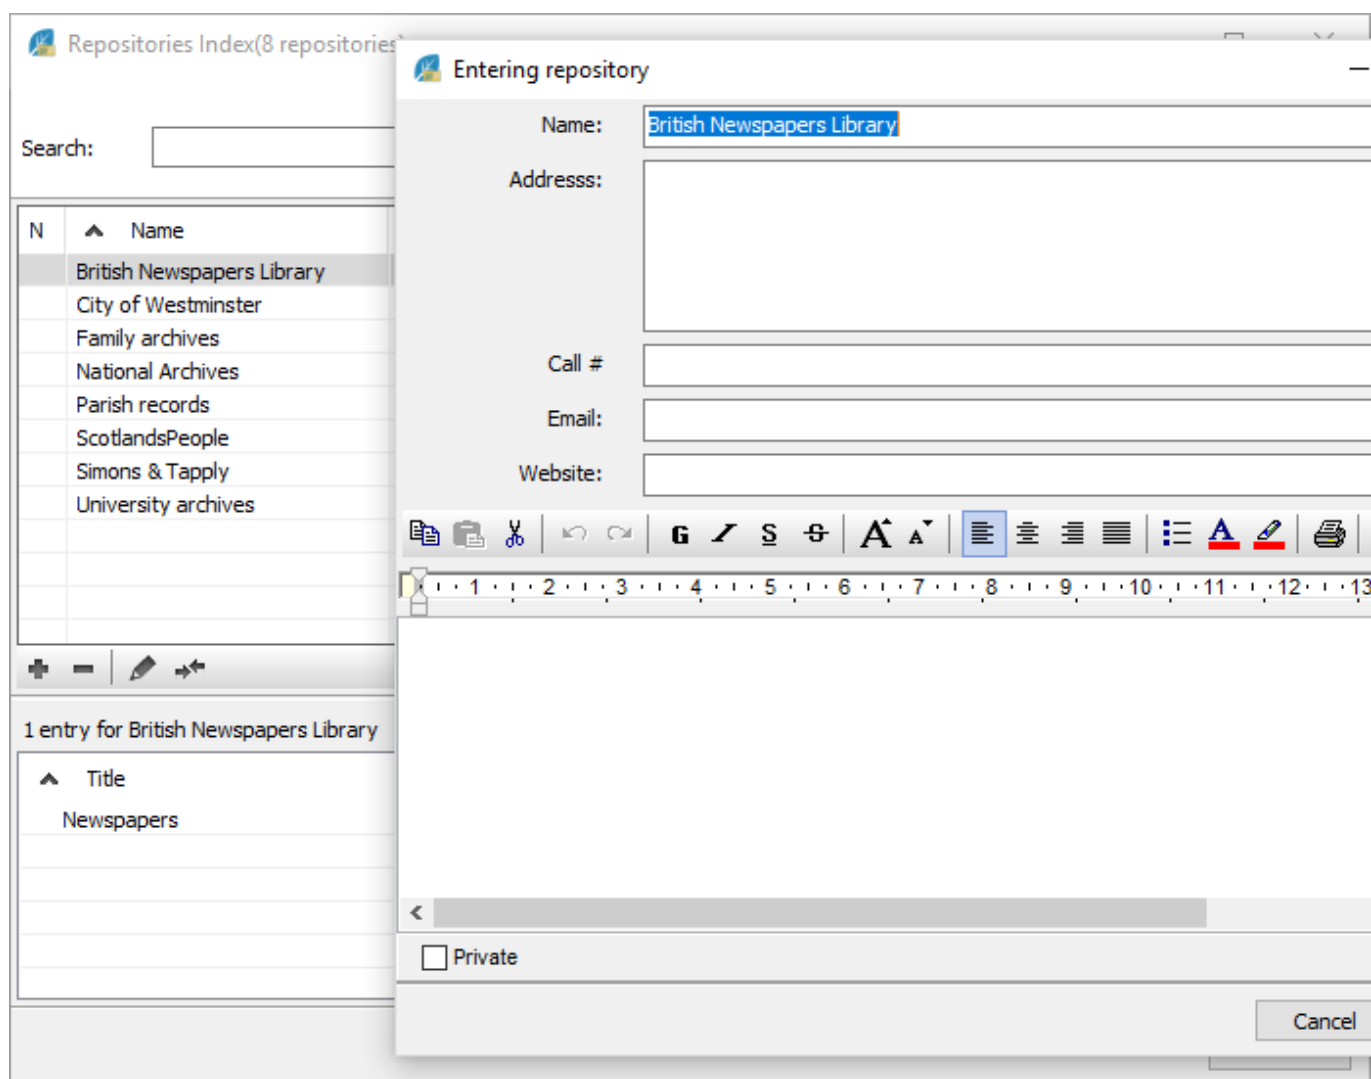 Repositories Index(8 repositories)
Search:
N Name
British Newspapers Library
City of Westminster
Family archives
National Archives
Parish records
ScotlandsPeople
Simons & Tapply
University archives
1 entry for British Newspapers Library
Title
Newspapers
Entering repository
Name: British Newspapers Library
Addresss:
Call #
Email:
Website:
G I S S A A A
1 2 3 4 5 6 7 8 9 10 11 12 13
Private
Cancel